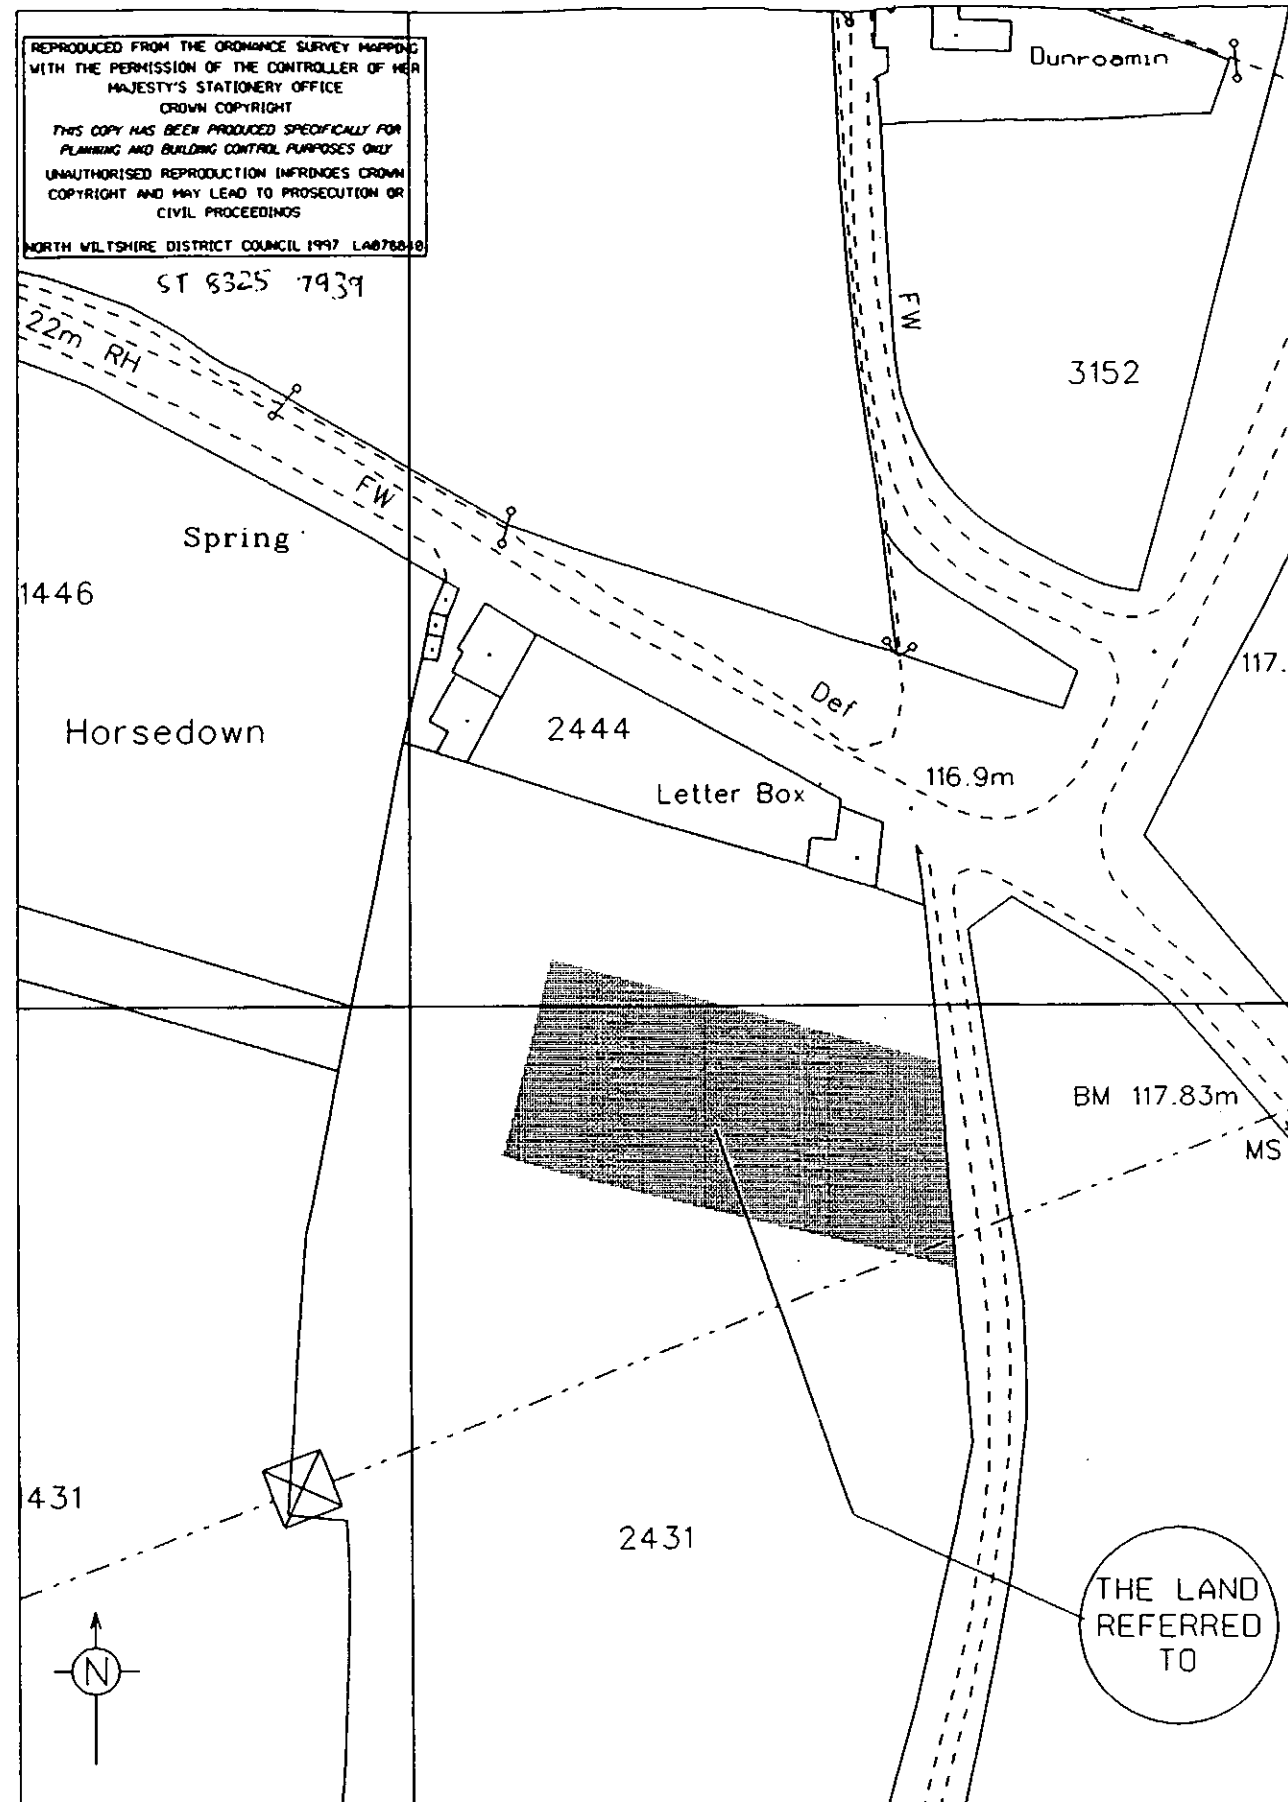 REPRODUCED FROM THE ORDNANCE SURVEY MAPPING
WITH THE PERMISSION OF THE CONTROLLER OF HER
MAJESTY'S STATIONERY OFFICE
CROWN COPYRIGHT
THIS COPY HAS BEEN PRODUCED SPECIFICALLY FOR
PLANNING AND BUILDING CONTROL PURPOSES ONLY
UNAUTHORISED REPRODUCTION INFRINGES CROWN
COPYRIGHT AND MAY LEAD TO PROSECUTION OR
CIVIL PROCEEDINGS
NORTH WILTSHIRE DISTRICT COUNCIL 1997
ST 8325 7939
Dunroamin
22m RH
FW
3152
FW
Spring
1446
117.
Def
Horsedown
2444
116.9m
Letter Box
BM 117.83m
MS
431
2431
THE LAND
REFERRED
TO
N